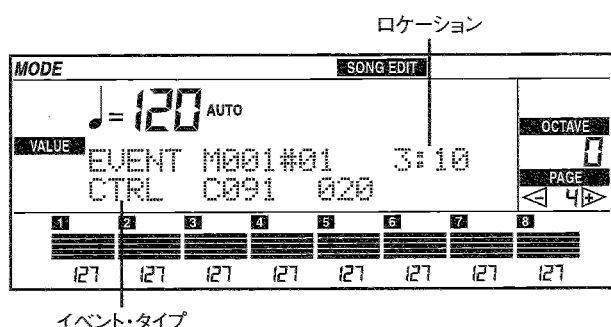 ロケーション
MODE SONG EDIT
♩=120 AUTO
OCTAVE
VALUE EVENT M001#01 3:10 0
PAGE
CTRL C091 020 - 4 +
1 2 3 4 5 6 7 8
127 127 127 127 127 127 127 127
イベント・タイプ